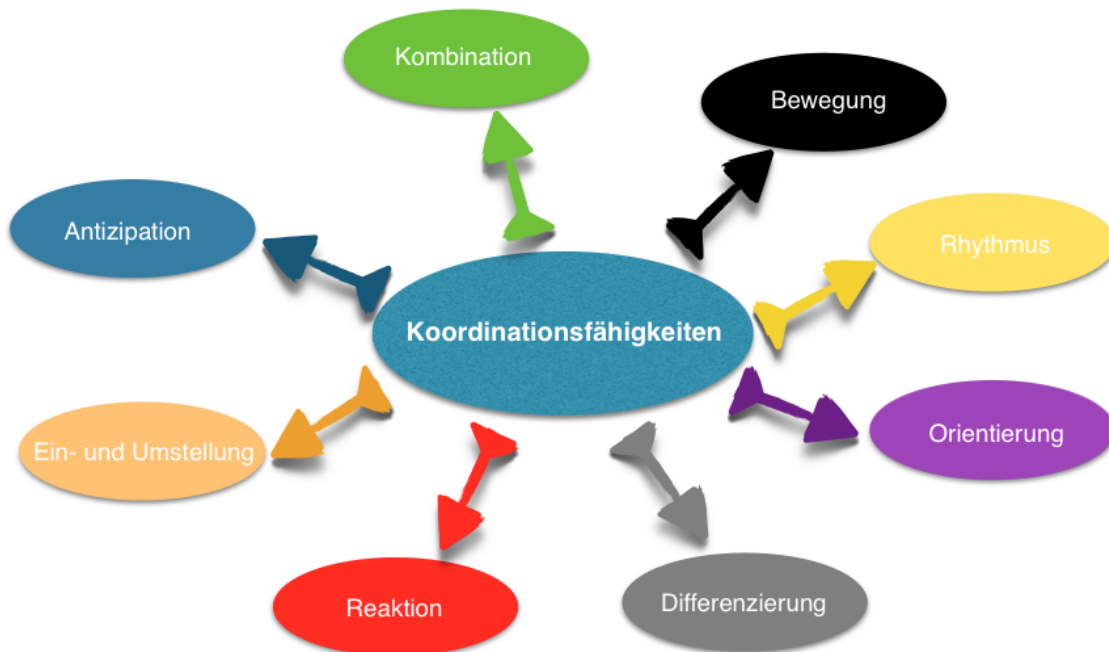 Kombination
Bewegung
Antizipation
Rhythmus
Koordinationsfähigkeiten
Ein- und Umstellung
Orientierung
Reaktion
Differenzierung